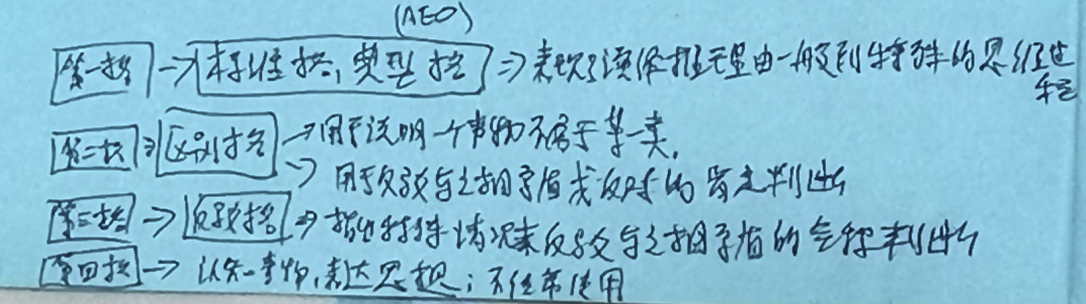 (AEO)
第一格 → 标准格,典型格 ⇒ 表现了演绎推理由一般到特殊的思维过程
第二格 ⇒ 区别格 → 用于说明一个事物不属于某一类.
→ 用于反驳与之相矛盾或反对的肯定判断
第三格 → 反驳格 ⇒ 指出特殊情况来反驳与之相矛盾的全称判断
第四格 → 认知事物,表达思想;不经常使用